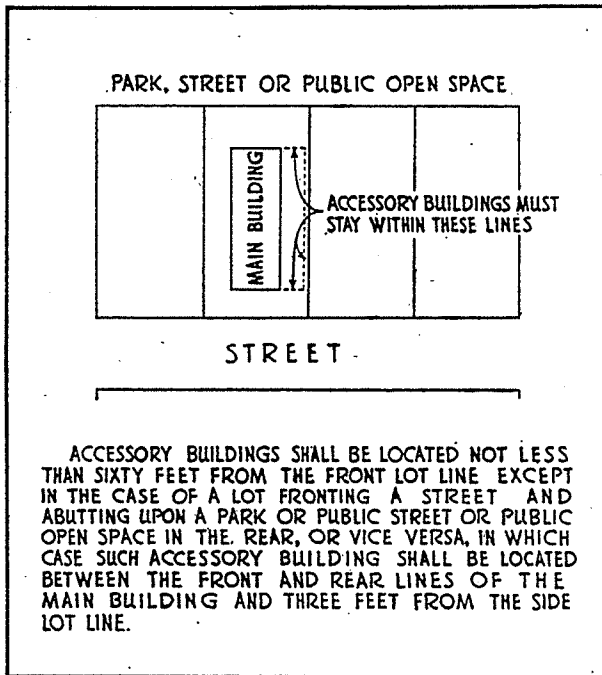 PARK, STREET OR PUBLIC OPEN SPACE
MAIN BUILDING
ACCESSORY BUILDINGS MUST
STAY WITHIN THESE LINES
STREET
ACCESSORY BUILDINGS SHALL BE LOCATED NOT LESS
THAN SIXTY FEET FROM THE FRONT LOT LINE EXCEPT
IN THE CASE OF A LOT FRONTING A STREET AND
ABUTTING UPON A PARK OR PUBLIC STREET OR PUBLIC
OPEN SPACE IN THE REAR, OR VICE VERSA, IN WHICH
CASE SUCH ACCESSORY BUILDING SHALL BE LOCATED
BETWEEN THE FRONT AND REAR LINES OF THE
MAIN BUILDING AND THREE FEET FROM THE SIDE
LOT LINE.